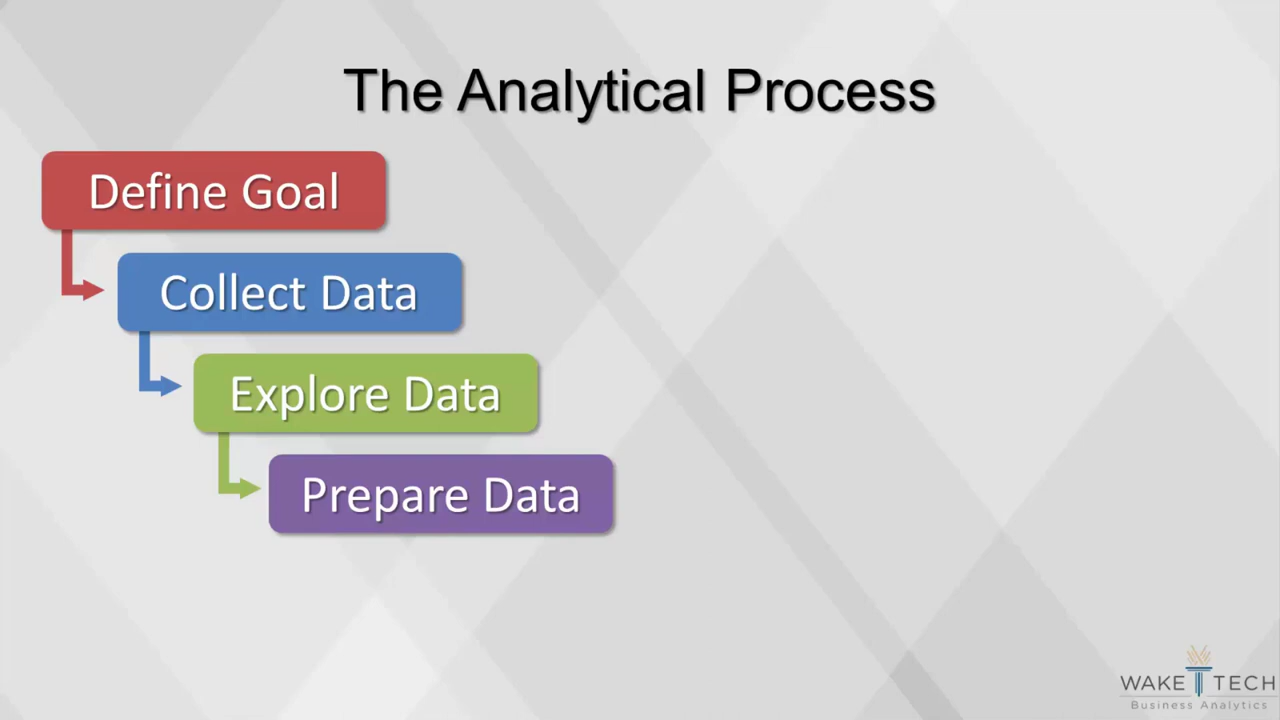 The Analytical Process
Define Goal
Collect Data
Explore Data
Prepare Data
WAKE TECH
Business Analytics